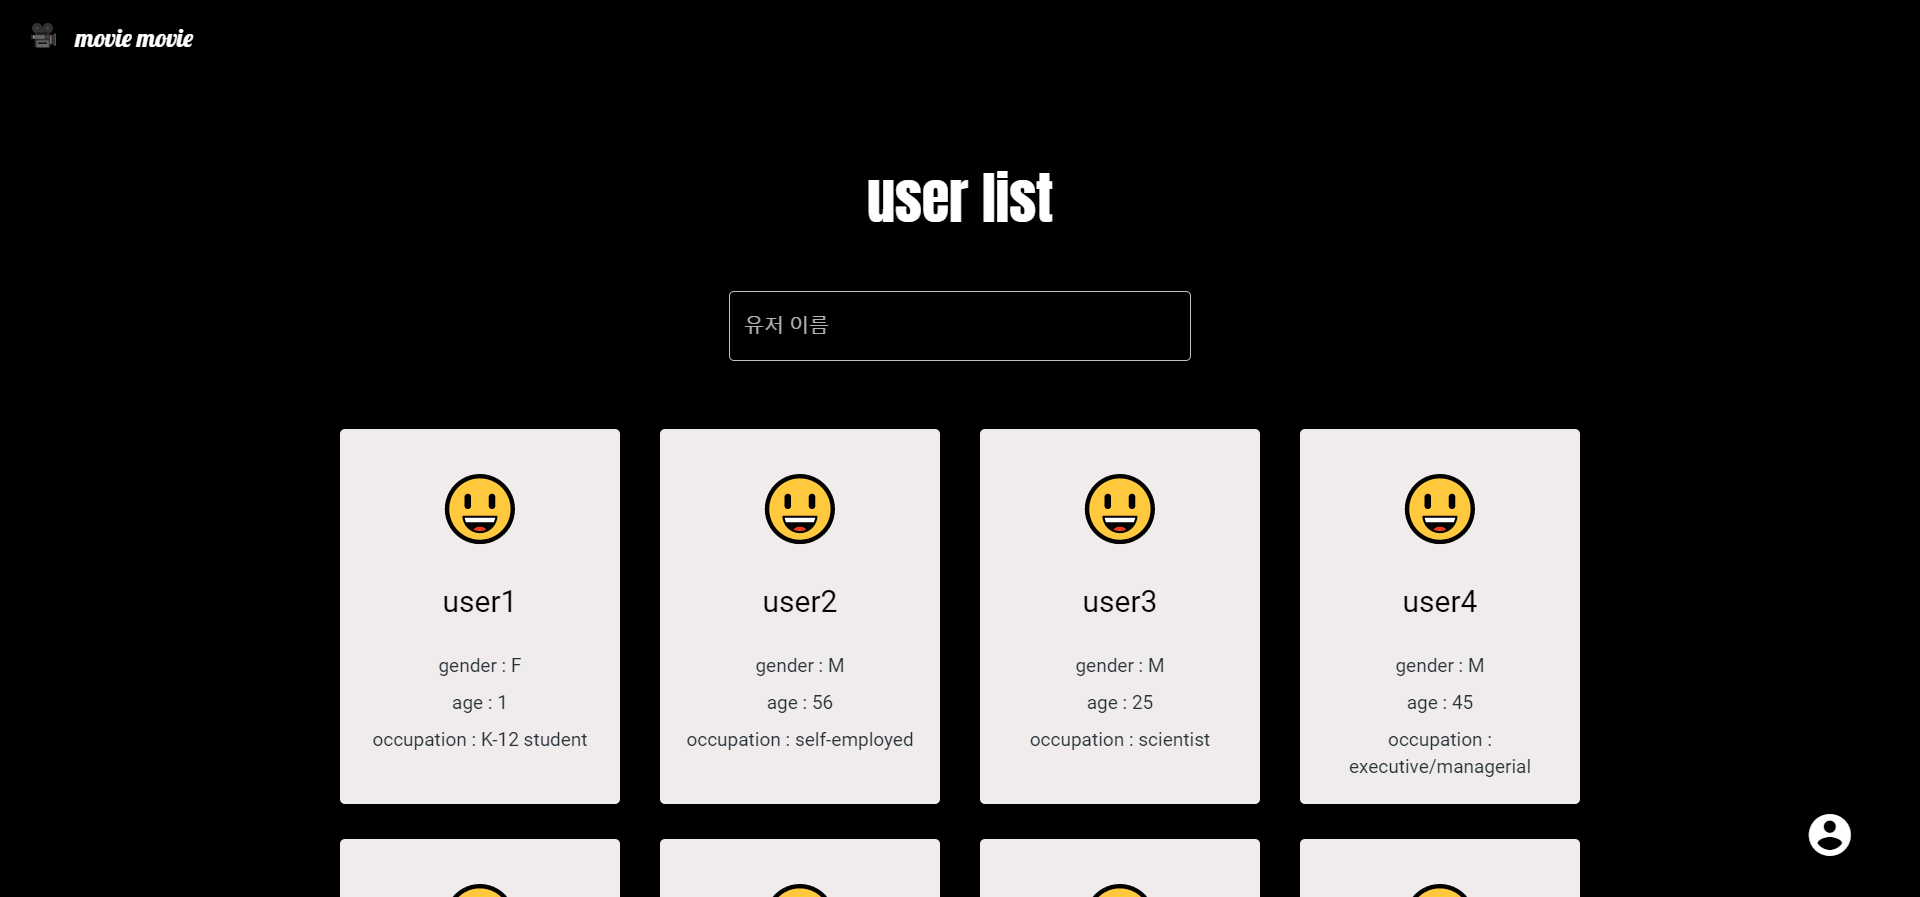 movie movie
user list
유저 이름
user1
gender : F
age : 1
occupation : K-12 student
user2
gender : M
age : 56
occupation : self-employed
user3
gender : M
age : 25
occupation : scientist
user4
gender : M
age : 45
occupation :
executive/managerial